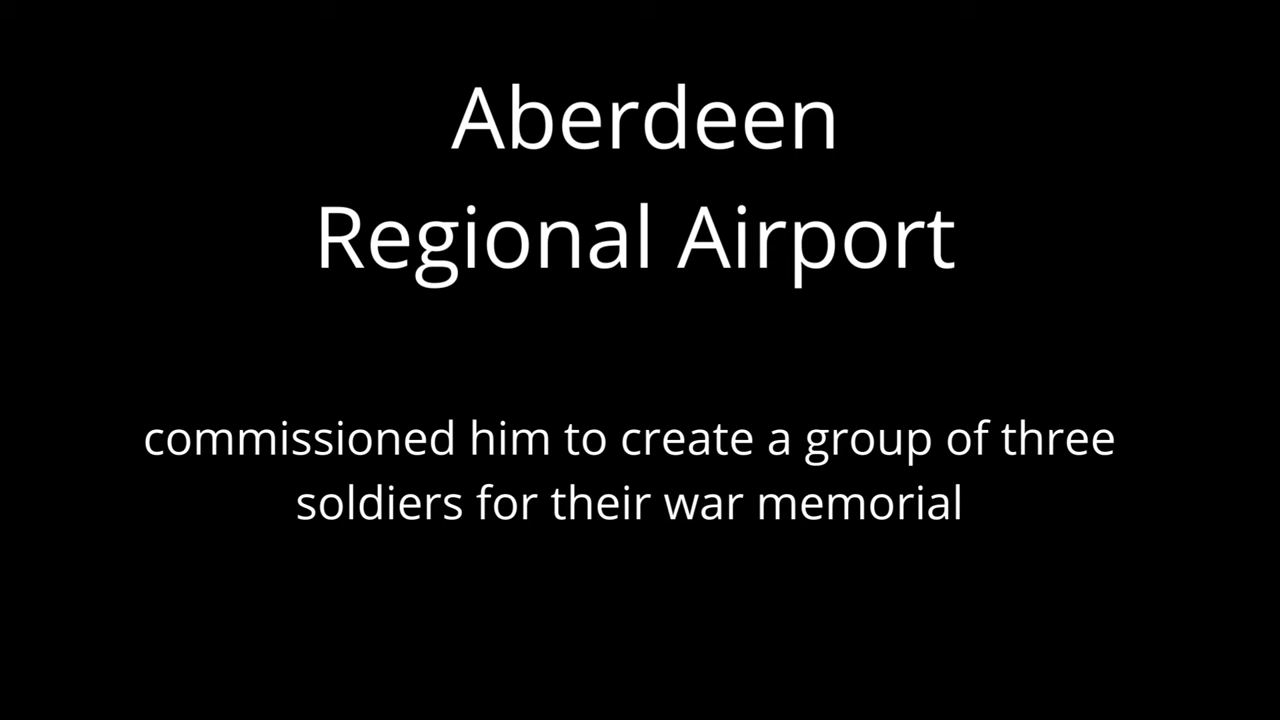 Aberdeen
Regional Airport
commissioned him to create a group of three
soldiers for their war memorial